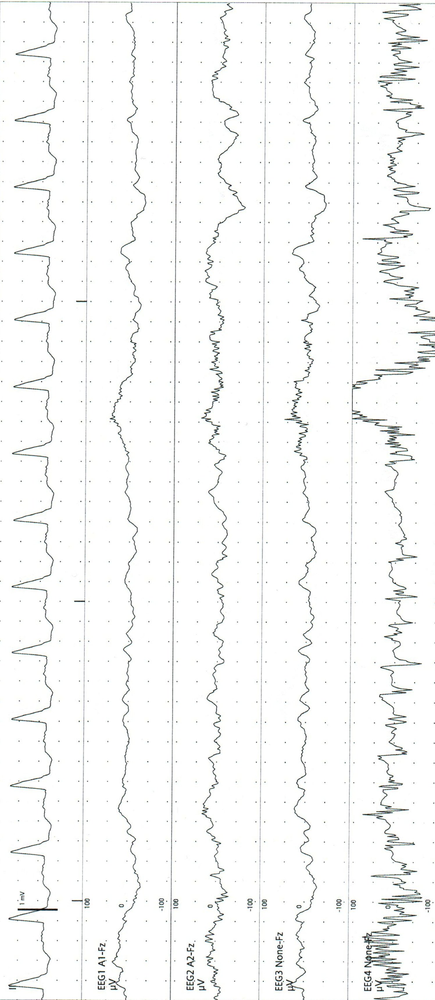 II
1 mV
EEG1 A1-Fz
µV
100
0
-100
EEG2 A2-Fz
µV
100
0
-100
EEG3 None-Fz
µV
100
0
-100
EEG4 None-Fz
µV
100
0
-100